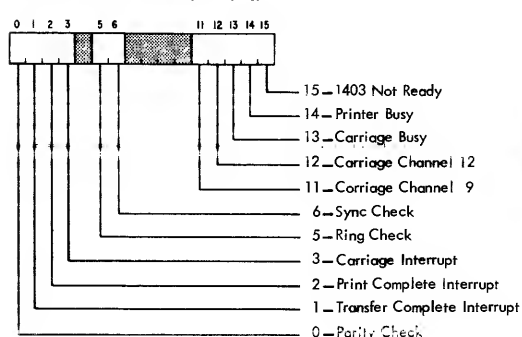 0 1 2 3 5 6 11 12 13 14 15
15 – 1403 Not Ready
14 – Printer Busy
13 – Carriage Busy
12 – Carriage Channel 12
11 – Corriage Channel 9
6 – Sync Check
5 – Ring Check
3 – Carriage Interrupt
2 – Print Complete Interrupt
1 – Transfer Complete Interrupt
0 – Parity Check